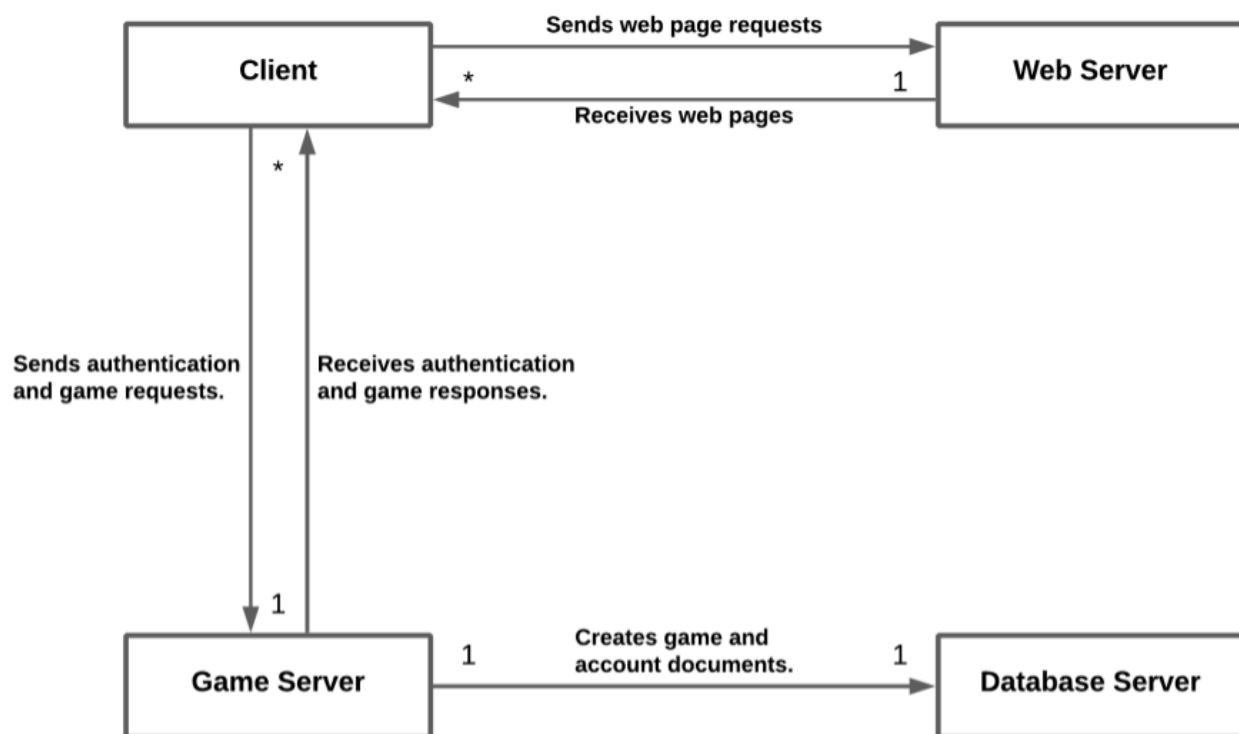 Sends web page requests
Client
Web Server
*
1
Receives web pages
*
Sends authentication
and game requests.
Receives authentication
and game responses.
1
Creates game and
account documents.
1
1
Game Server
Database Server